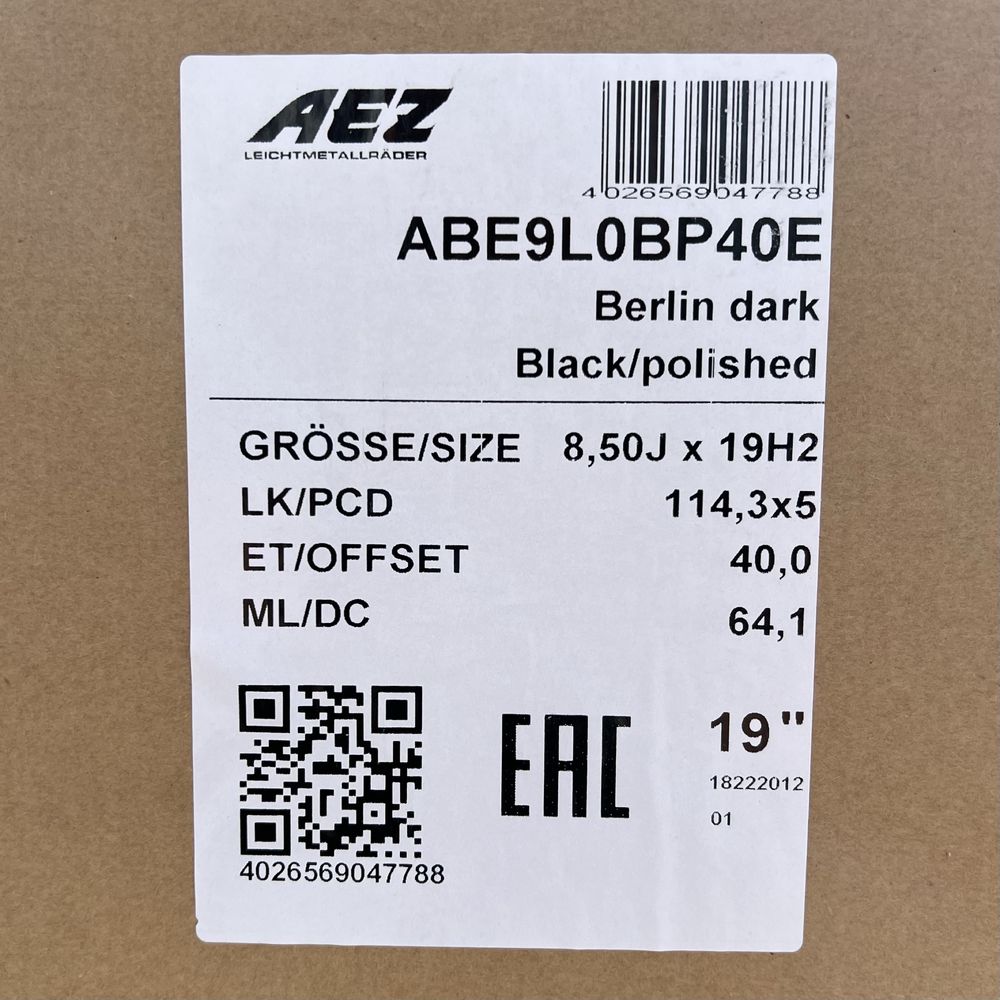 AEZ
LEICHTMETALLRÄDER
4 026569 047788
ABE9L0BP40E
Berlin dark
Black/polished
GRÖSSE/SIZE 8,50J x 19H2
LK/PCD 114,3x5
ET/OFFSET 40,0
ML/DC 64,1
EAC
19"
18222012
01
4026569047788